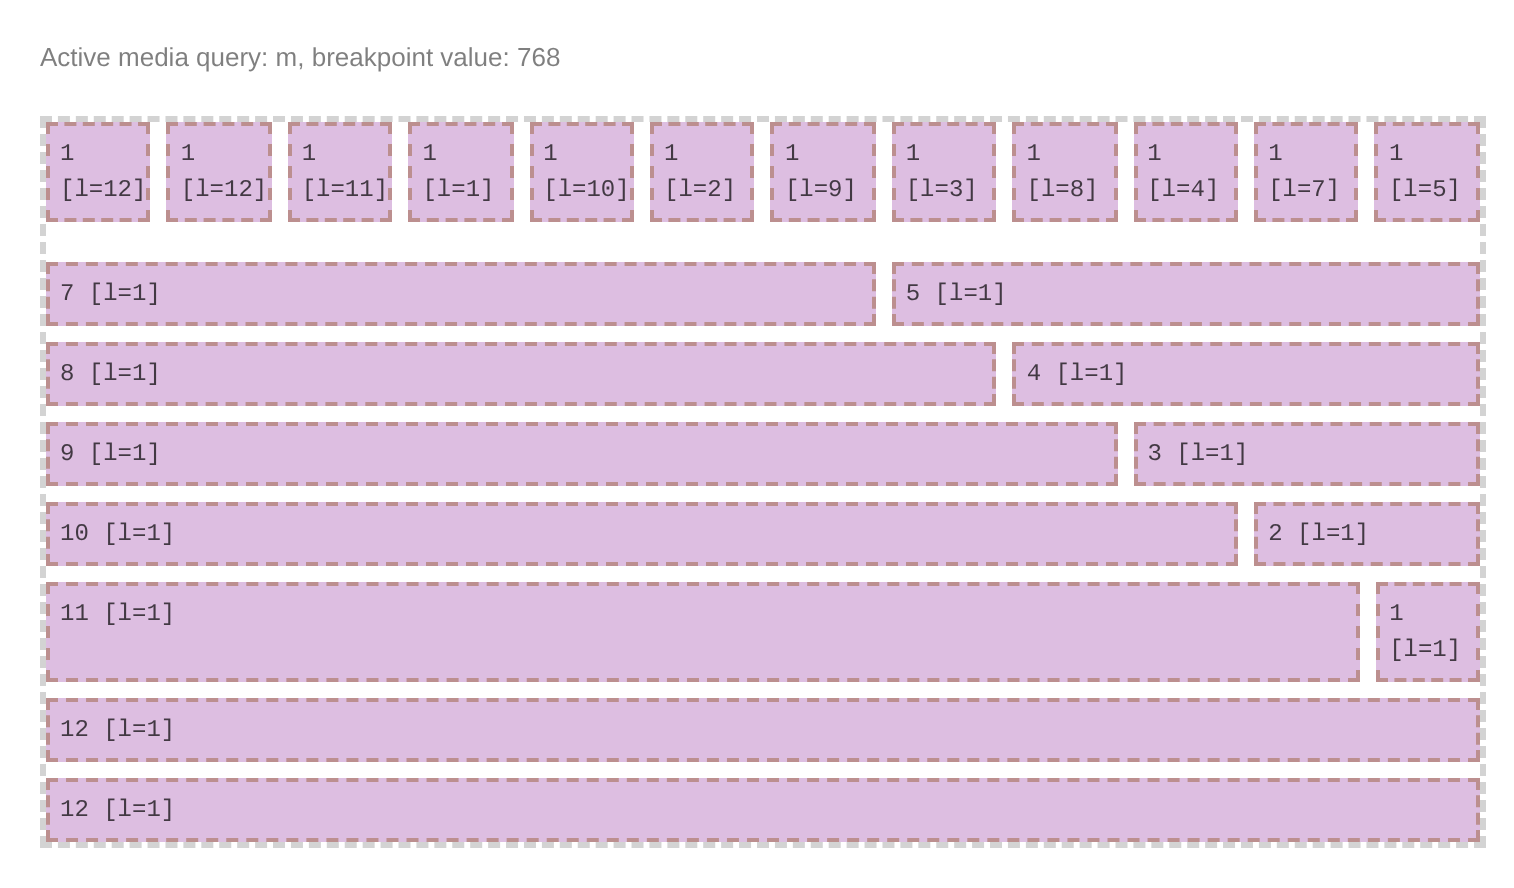 Active media query: m, breakpoint value: 768
1 1 1 1 1 1 1 1 1 1 1 1
[l=12] [l=12] [l=11] [l=1] [l=10] [l=2] [l=9] [l=3] [l=8] [l=4] [l=7] [l=5]
7 [l=1] 5 [l=1]
8 [l=1] 4 [l=1]
9 [l=1] 3 [l=1]
10 [l=1] 2 [l=1]
11 [l=1] 1
[l=1]
12 [l=1]
12 [l=1]